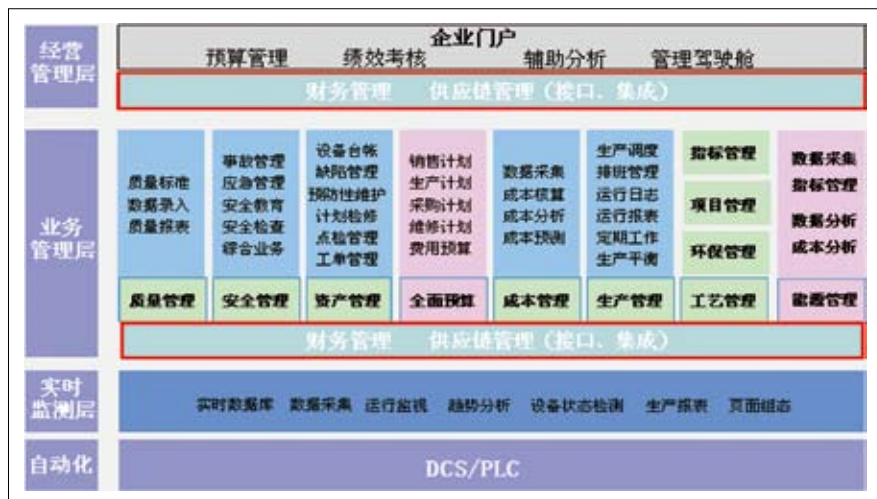 经营
管理层
企业门户
预算管理 绩效考核 辅助分析 管理驾驶舱
财务管理 供应链管理（接口、集成）
业务
管理层
质量标准
数据录入
质量报表
质量管理
事故管理
应急管理
安全教育
安全检查
综合业务
安全管理
设备台帐
缺陷管理
预防性维护
计划检修
点检管理
工单管理
资产管理
销售计划
生产计划
采购计划
维修计划
费用预算
全面预算
数据采集
成本核算
成本分析
成本预测
成本管理
生产调度
排班管理
运行日志
运行报表
定期工作
生产平衡
生产管理
指标管理
项目管理
环保管理
工艺管理
数据采集
指标管理
数据分析
成本分析
能源管理
财务管理 供应链管理（接口、集成）
实时
监测层
实时数据库 数据采集 运行监视 趋势分析 设备状态检测 生产报表 页面组态
自动化
DCS/PLC